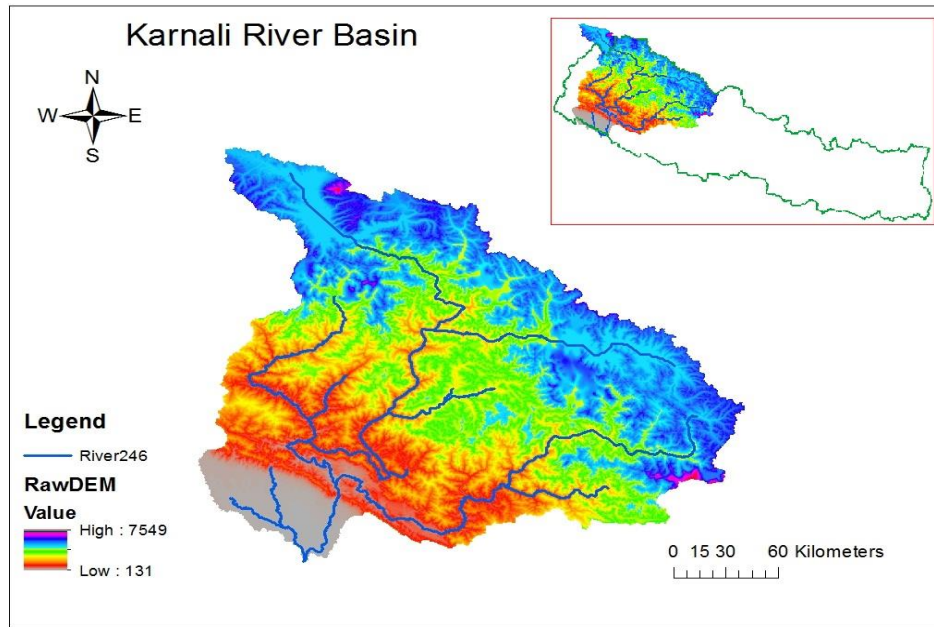 Karnali River Basin
N
W E
S
Legend
River246
RawDEM
Value
High : 7549
Low : 131
0 15 30 60 Kilometers